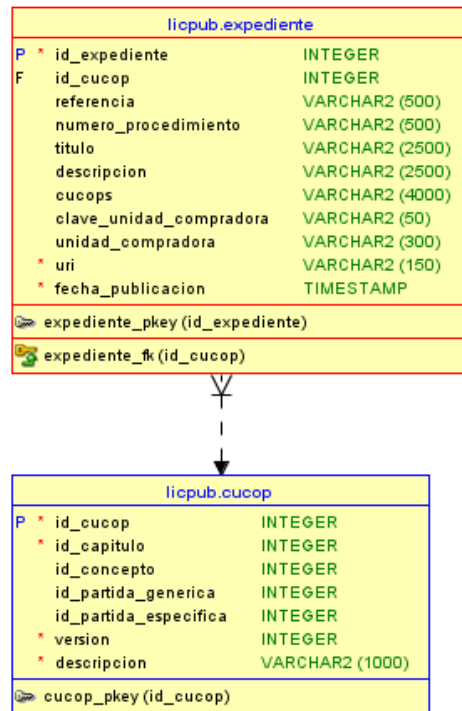 licpub.expediente
P * id_expediente INTEGER
F id_cucop INTEGER
referencia VARCHAR2 (500)
numero_procedimiento VARCHAR2 (500)
titulo VARCHAR2 (2500)
descripcion VARCHAR2 (2500)
cucops VARCHAR2 (4000)
clave_unidad_compradora VARCHAR2 (50)
unidad_compradora VARCHAR2 (300)
* uri VARCHAR2 (150)
* fecha_publicacion TIMESTAMP
expediente_pkey (id_expediente)
expediente_fk (id_cucop)
licpub.cucop
P * id_cucop INTEGER
* id_capitulo INTEGER
id_concepto INTEGER
id_partida_generica INTEGER
id_partida_especifica INTEGER
* version INTEGER
* descripcion VARCHAR2 (1000)
cucop_pkey (id_cucop)